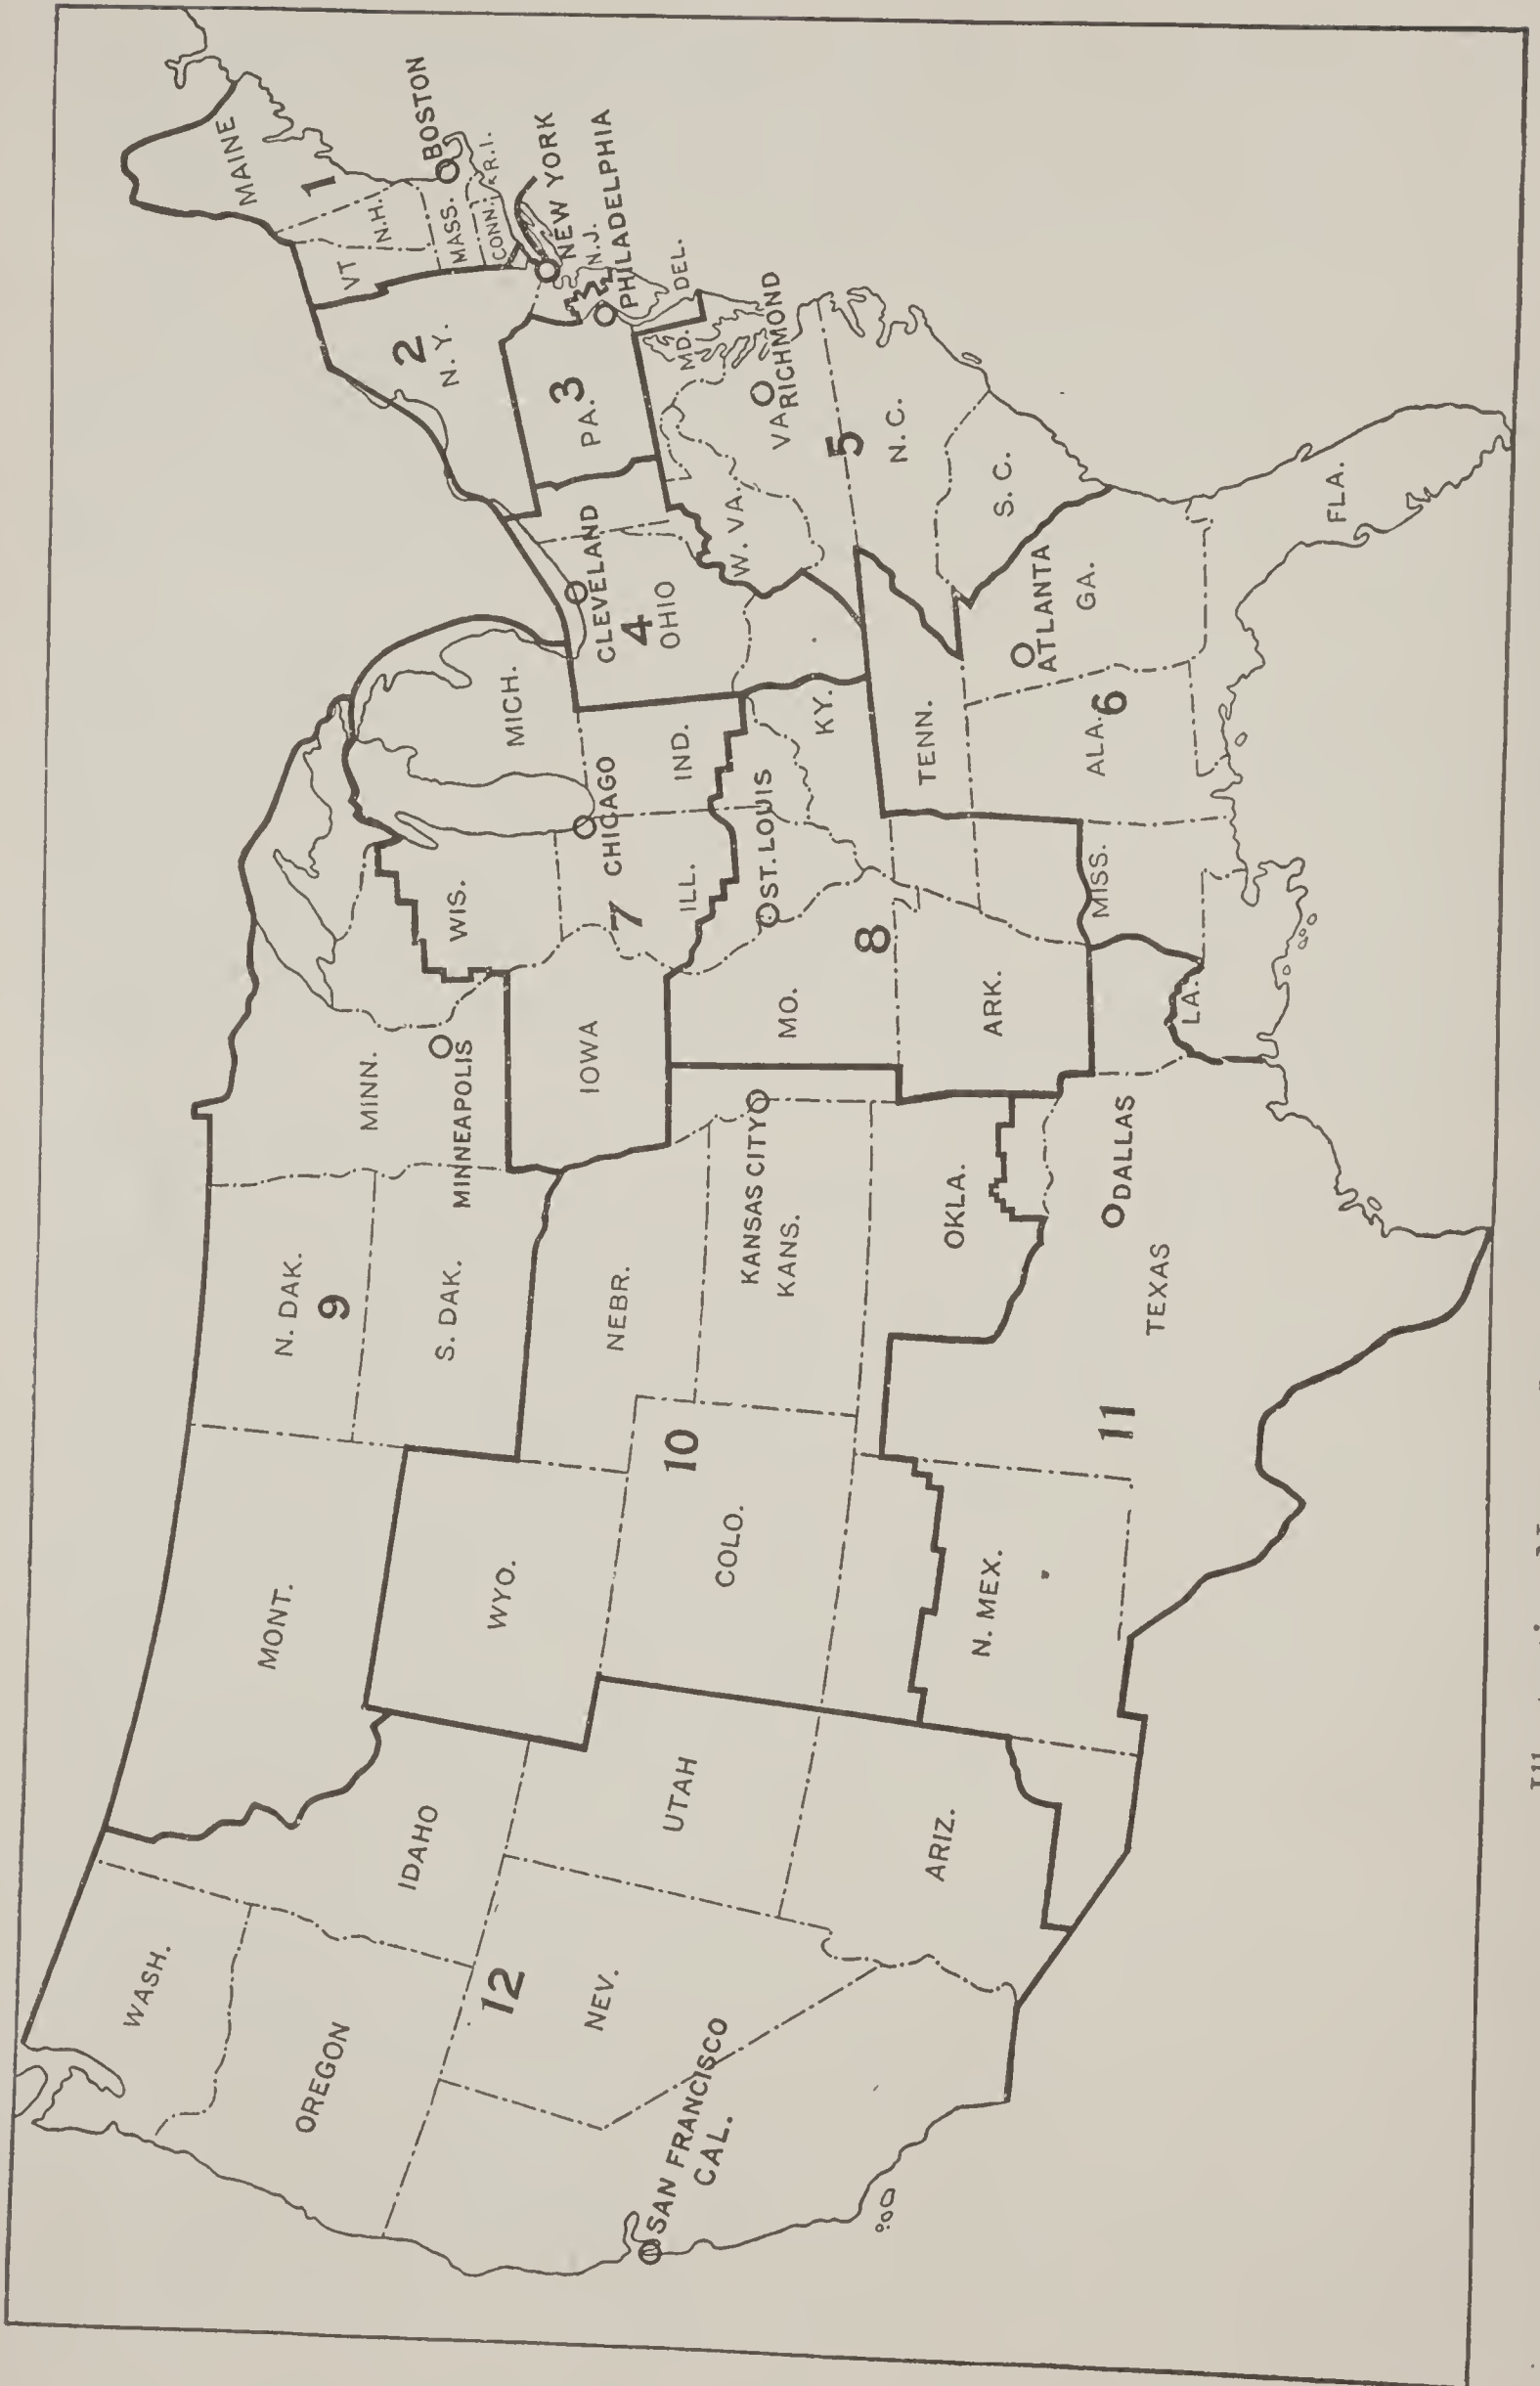 WASH.
OREGON
IDAHO
MONT.
12
NEV.
UTAH
ARIZ.
SAN FRANCISCO
CAL.
WYO.
COLO.
10
N. MEX.
N. DAK.
9
S. DAK.
NEBR.
KANSAS CITY
KANS.
OKLA.
11
TEXAS
DALLAS
MINN.
MINNEAPOLIS
IOWA
MO.
8
ARK.
LA.
WIS.
7
CHICAGO
ILL.
IND.
ST. LOUIS
MICH.
KY.
TENN.
MISS.
ALA.
6
ATLANTA
GA.
FLA.
CLEVELAND
4
OHIO
W. VA.
VA.
RICHMOND
5
N.C.
S. C.
3
PA.
MD.
DEL.
2
N. Y.
NEW YORK
N.J.
PHILADELPHIA
MAINE
1
VT
N.H.
MASS.
BOSTON
CONN.
R.I.